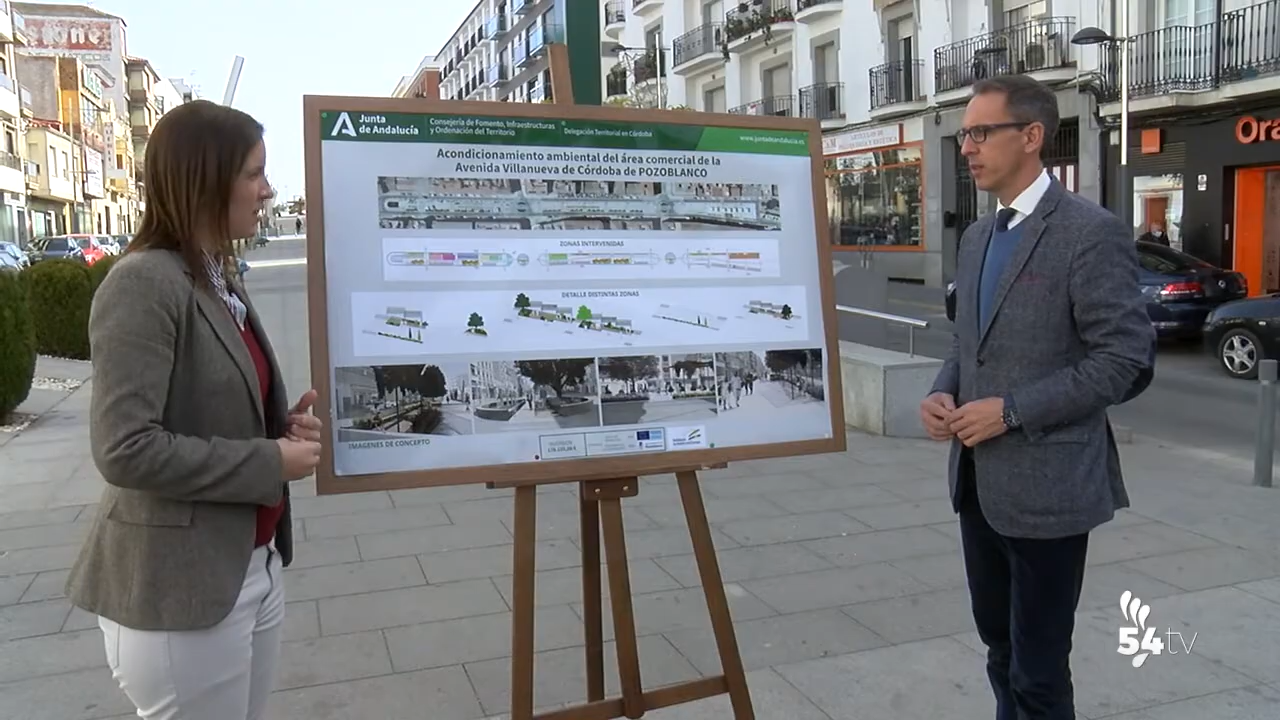 Junta
de Andalucía
Consejería de Fomento, Infraestructuras
y Ordenación del Territorio
Delegación Territorial en Córdoba
www.juntadeandalucia.es
Acondicionamiento ambiental del área comercial de la
Avenida Villanueva de Córdoba de POZOBLANCO
ZONAS INTERVENIDAS
DETALLE DISTINTAS ZONAS
IMAGENES DE CONCEPTO
Ora
54tv